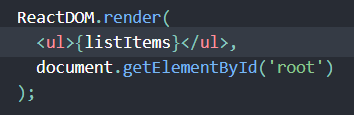 ReactDOM.render(
  <ul>{listItems}</ul>,
  document.getElementById('root')
);